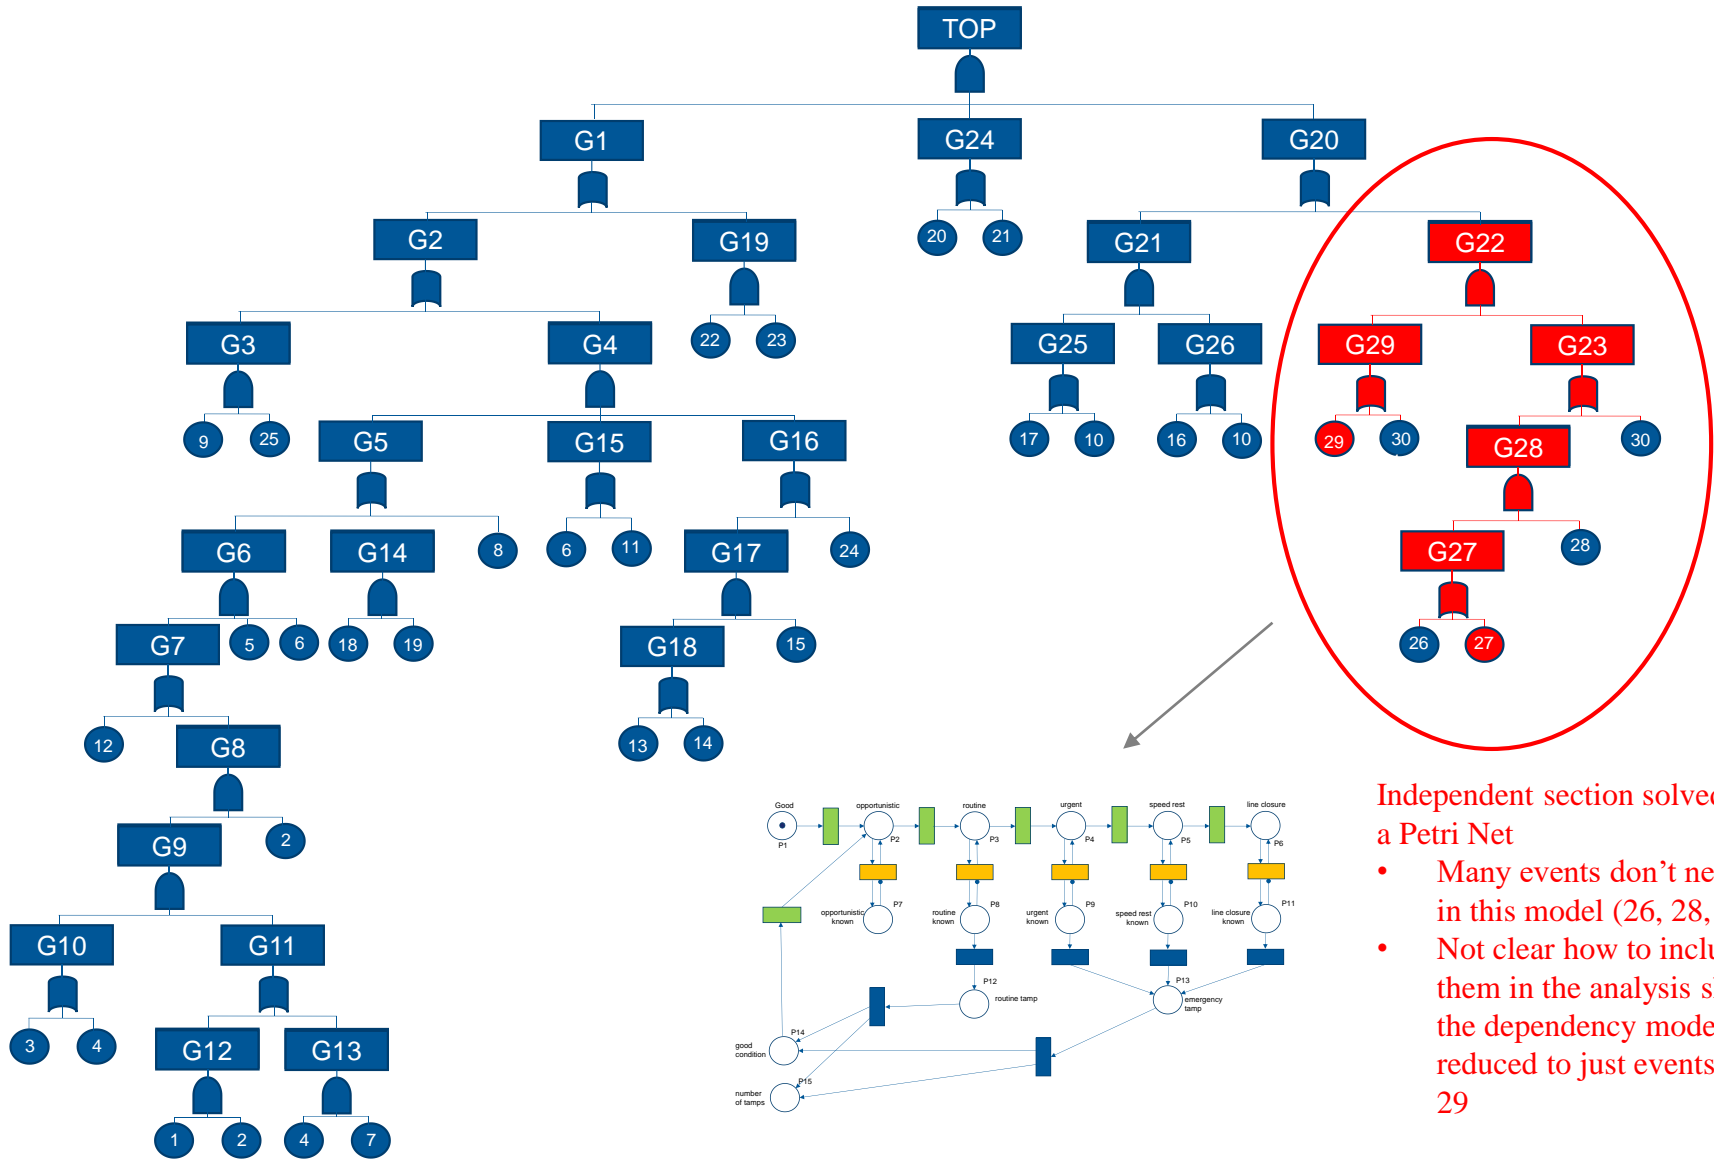 TOP
G1
G24
G20
G2
G19
20
21
G21
G22
G3
G4
22
23
G25
G26
G29
G23
9
25
G5
G15
G16
17
10
16
10
29
30
G28
30
G6
G14
8
6
11
G17
24
G27
28
G7
5
6
18
19
G18
15
26
27
12
G8
13
14
G9
2
Good
opportunistic
routine
urgent
speed rest
line closure
P1
P2
P3
P4
P5
P6
opportunistic
known
P7
routine
known
P8
urgent
known
P9
speed rest
known
P10
line closure
known
P11
G10
G11
P12
routine tamp
P13
emergency
tamp
3
4
G12
G13
P14
good
condition
P15
number
of tamps
1
2
4
7
Independent section
a Petri Net
• Many events don't
in this model (26, 28,
• Not clear how to
them in the analysis
the dependency
reduced to just events
29